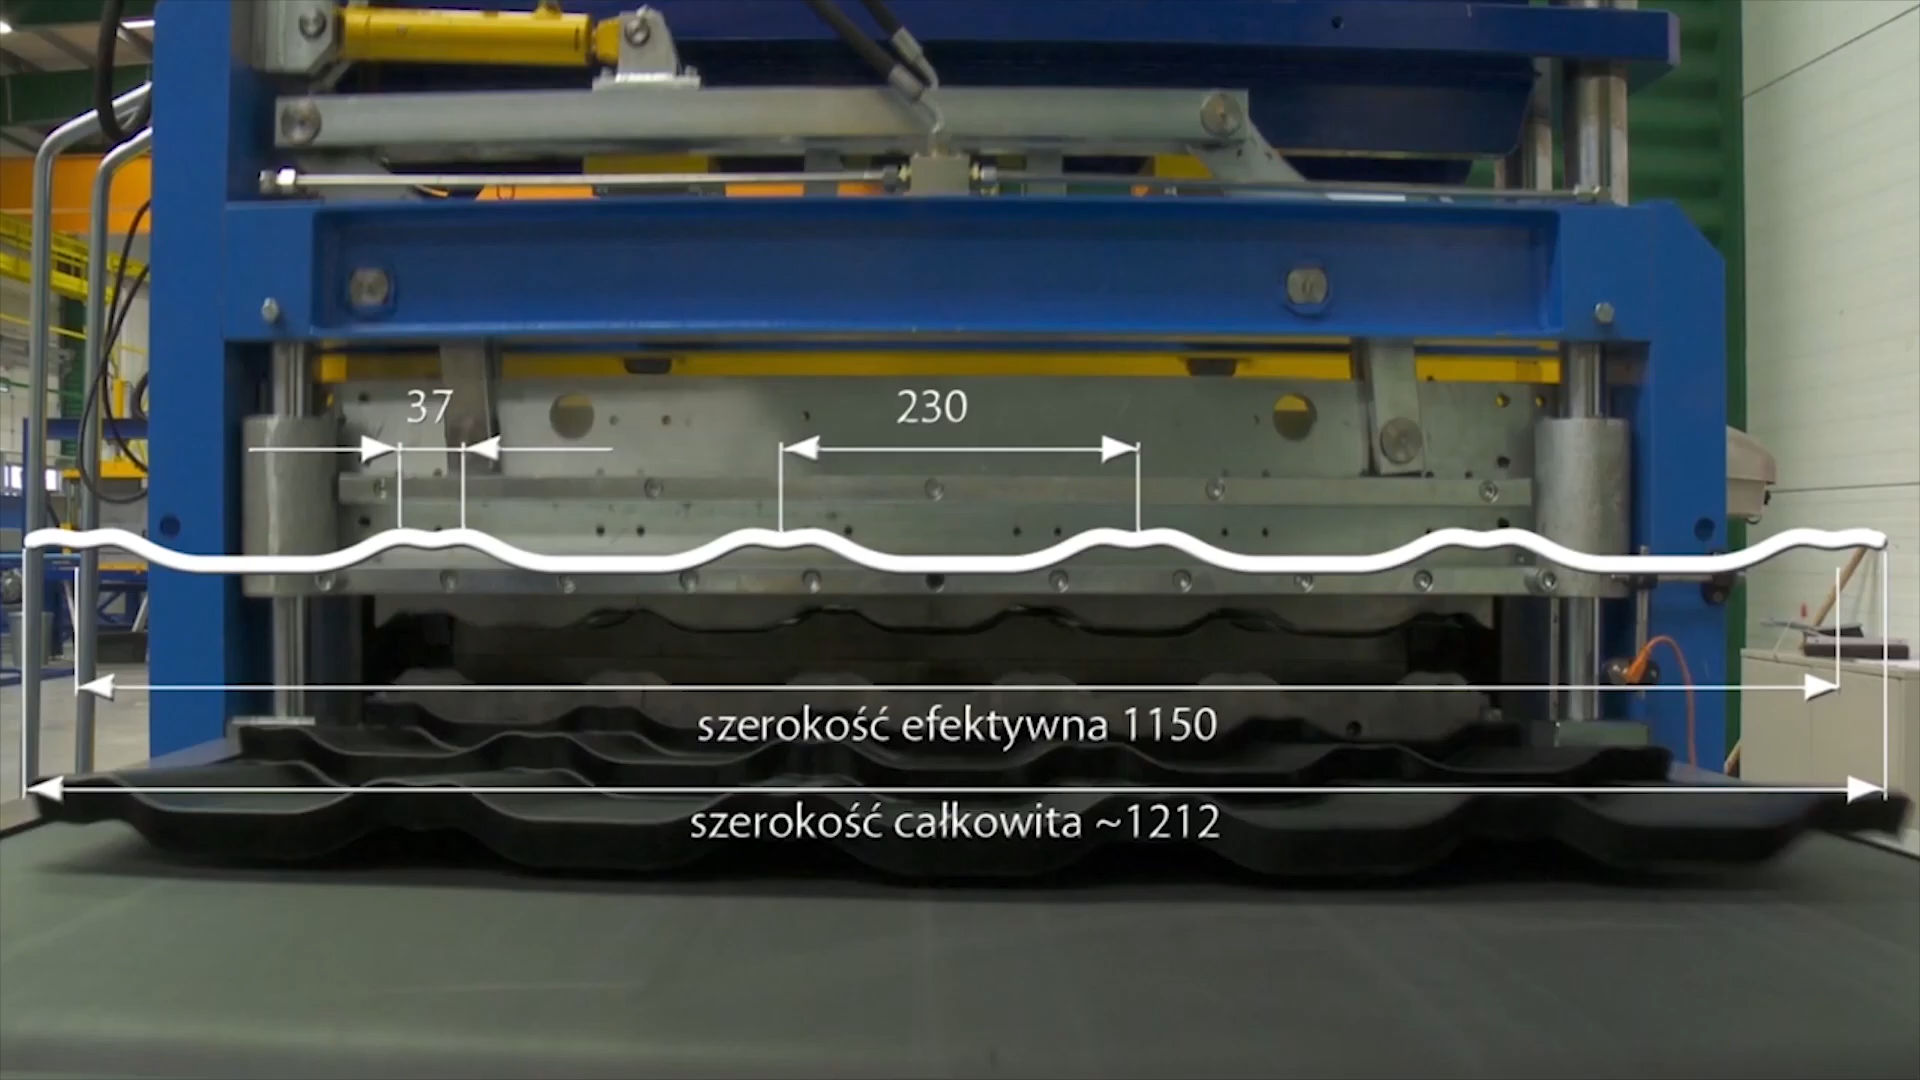 37
230
szerokość efektywna 1150
szerokość całkowita ~1212